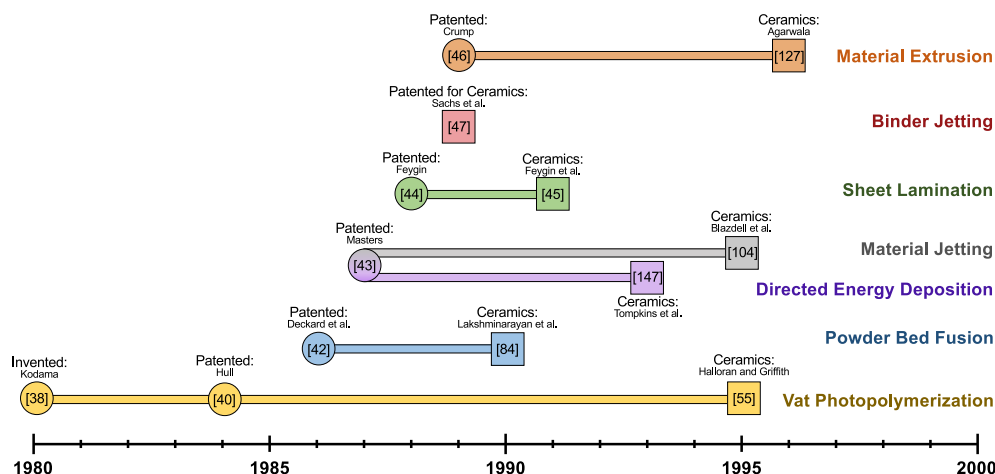 Patented:
Crump
[46]
Ceramics:
Agarwala
[127]
Material Extrusion
Patented for Ceramics:
Sachs et al.
[47]
Binder Jetting
Patented:
Feygin
[44]
Ceramics:
Feygin et al.
[45]
Sheet Lamination
Patented:
Masters
[43]
Ceramics:
Blazdell et al.
[104]
Material Jetting
[147]
Ceramics:
Tompkins et al.
Directed Energy Deposition
Patented:
Deckard et al.
[42]
Ceramics:
Lakshminarayan et al.
[84]
Powder Bed Fusion
Invented:
Kodama
[38]
Patented:
Hull
[40]
Ceramics:
Halloran and Griffith
[55]
Vat Photopolymerization
1980
1985
1990
1995
2000